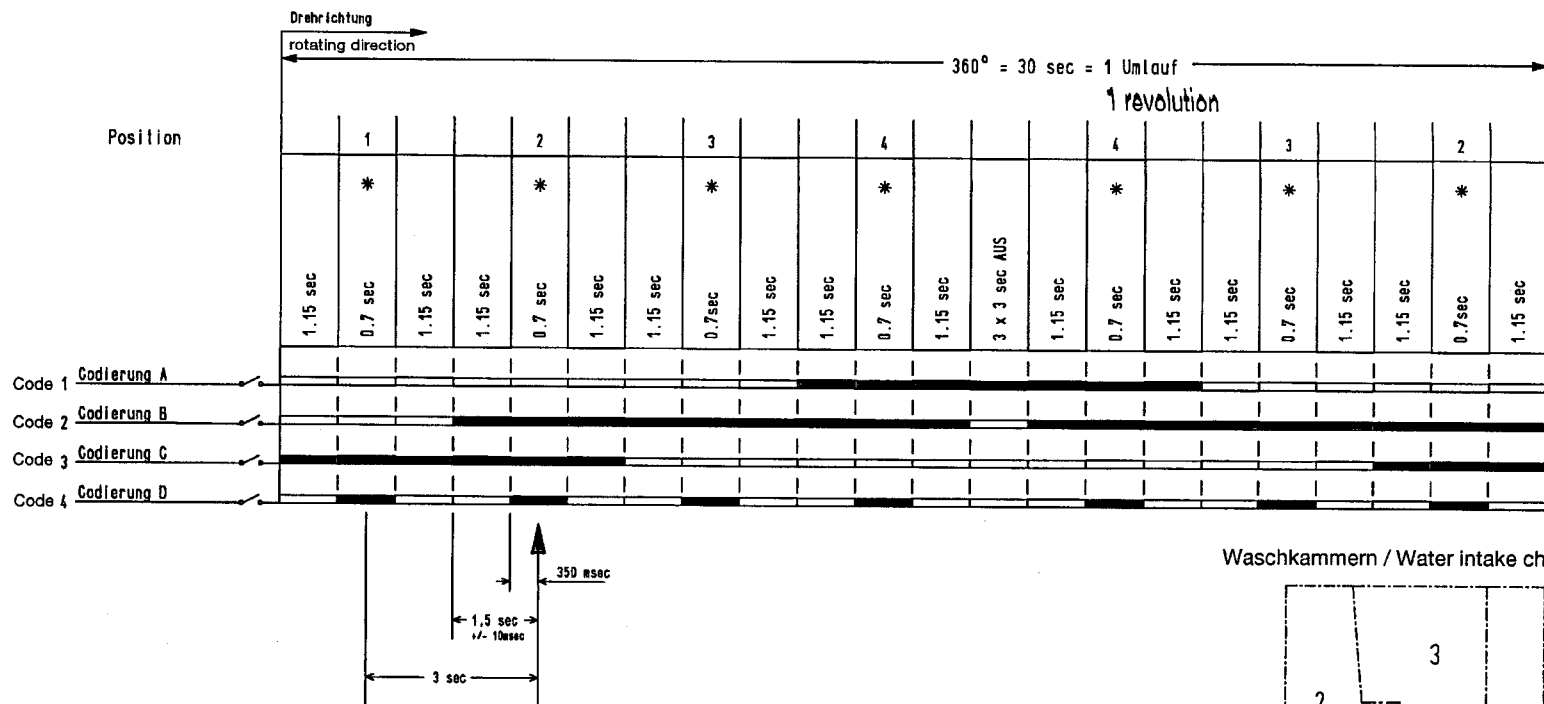 Drehrichtung
rotating direction
360° = 30 sec = 1 Umlauf
1 revolution
Position 1 2 3 4 4 3 2
* * * * * * *
1.15 sec 0.7 sec 1.15 sec 1.15 sec 0.7 sec 1.15 sec 1.15 sec 0.7sec 1.15 sec 1.15 sec 0.7 sec 1.15 sec 3 x 3 sec AUS 1.15 sec 0.7 sec 1.15 sec 1.15 sec 0.7 sec 1.15 sec 1.15 sec 0.7sec 1.15 sec
Code 1 Codierung A
Code 2 Codierung B
Code 3 Codierung C
Code 4 Codierung D
350 msec
1,5 sec
+/- 10msec
3 sec
Waschkammern / Water intake ch
3
2